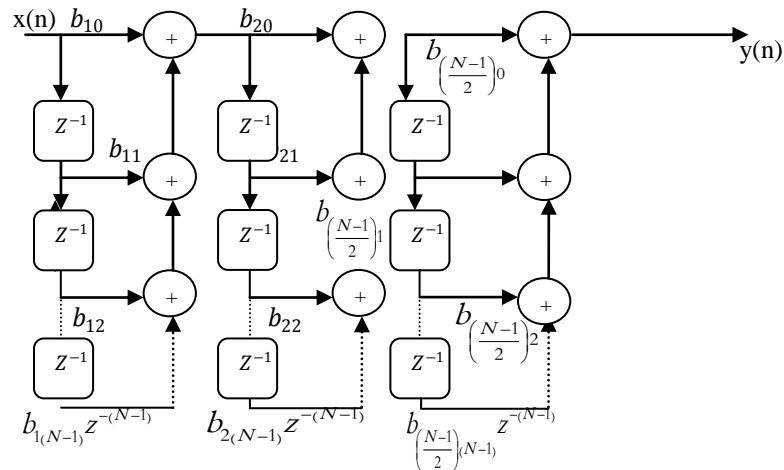 x(n) b₁₀ + b₂₀ + b₍(N−1)/2₎₀ + y(n)
Z⁻¹ Z⁻¹ Z⁻¹
b₁₁ + ₂₁ + +
Z⁻¹ Z⁻¹ b₍(N−1)/2₎₁ Z⁻¹
+ + +
b₁₂ b₂₂ b₍(N−1)/2₎₂
Z⁻¹ Z⁻¹ Z⁻¹
b₁₍N−1₎ z⁻⁽ᴺ⁻¹⁾ b₂₍N−1₎ z⁻⁽ᴺ⁻¹⁾ b₍(N−1)/2₎₍N−1₎ z⁻⁽ᴺ⁻¹⁾